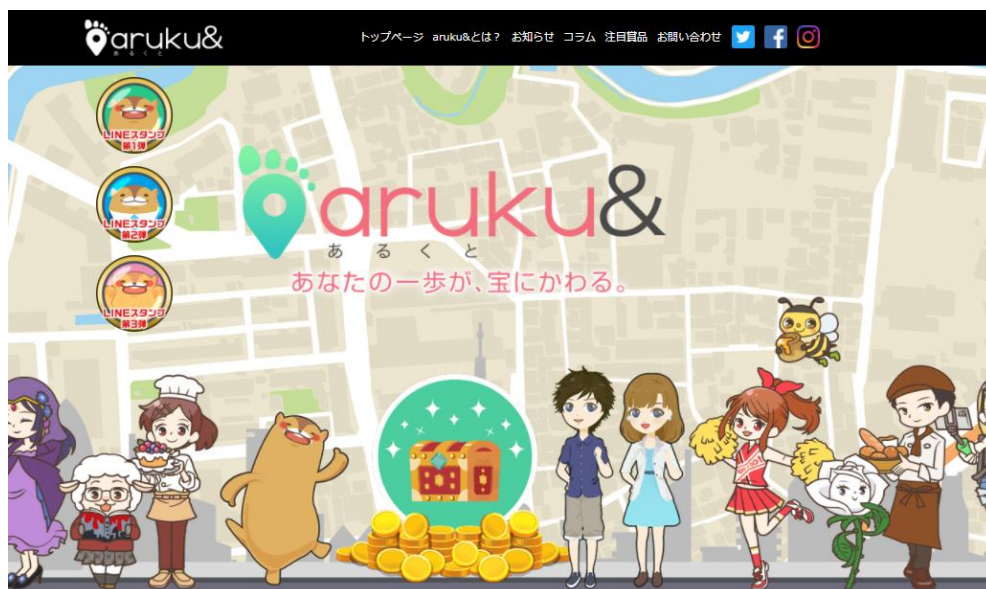 aruku&
あるくと
トップページ aruku&とは? お知らせ コラム 注目賞品 お問い合わせ
LINEスタンプ
第1弾
LINEスタンプ
第2弾
LINEスタンプ
第3弾
aruku&
あるくと
あなたの一歩が、宝にかわる。